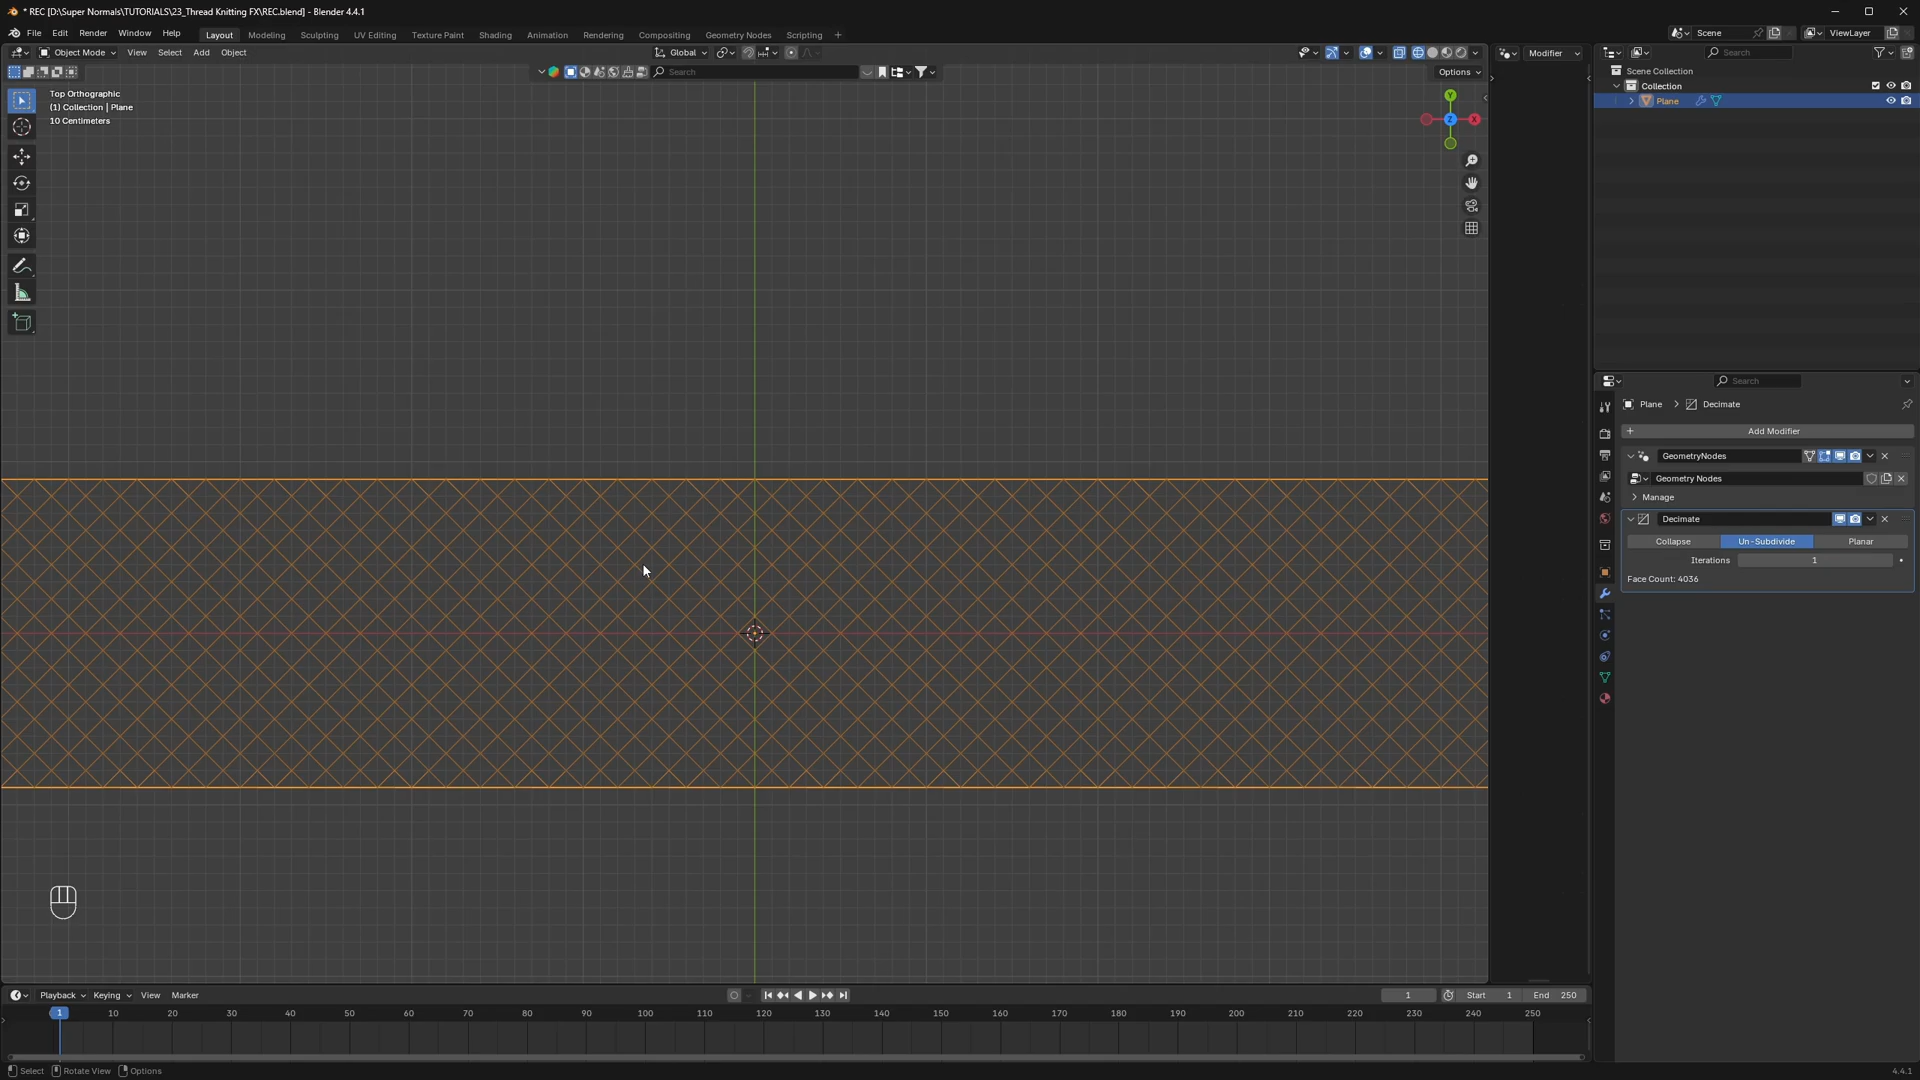 * REC [D:\Super Normals\TUTORIALS\23_Thread Knitting FX\REC.blend] - Blender 4.4.1
File Edit Render Window Help Layout Modeling Sculpting UV Editing Texture Paint Shading Animation Rendering Compositing Geometry Nodes Scripting + Scene ViewLayer
Object Mode View Select Add Object Global Modifier Search
Search Options
Top Orthographic
(1) Collection | Plane
10 Centimeters
Y
Z X
Scene Collection
Collection
Plane
Search
Plane > Decimate
+ Add Modifier
GeometryNodes
Geometry Nodes
Manage
Decimate
Collapse Un-Subdivide Planar
Iterations 1
Face Count: 4036
Playback Keying View Marker 1 Start 1 End 250
1 10 20 30 40 50 60 70 80 90 100 110 120 130 140 150 160 170 180 190 200 210 220 230 240 250
Select Rotate View Options 4.4.1